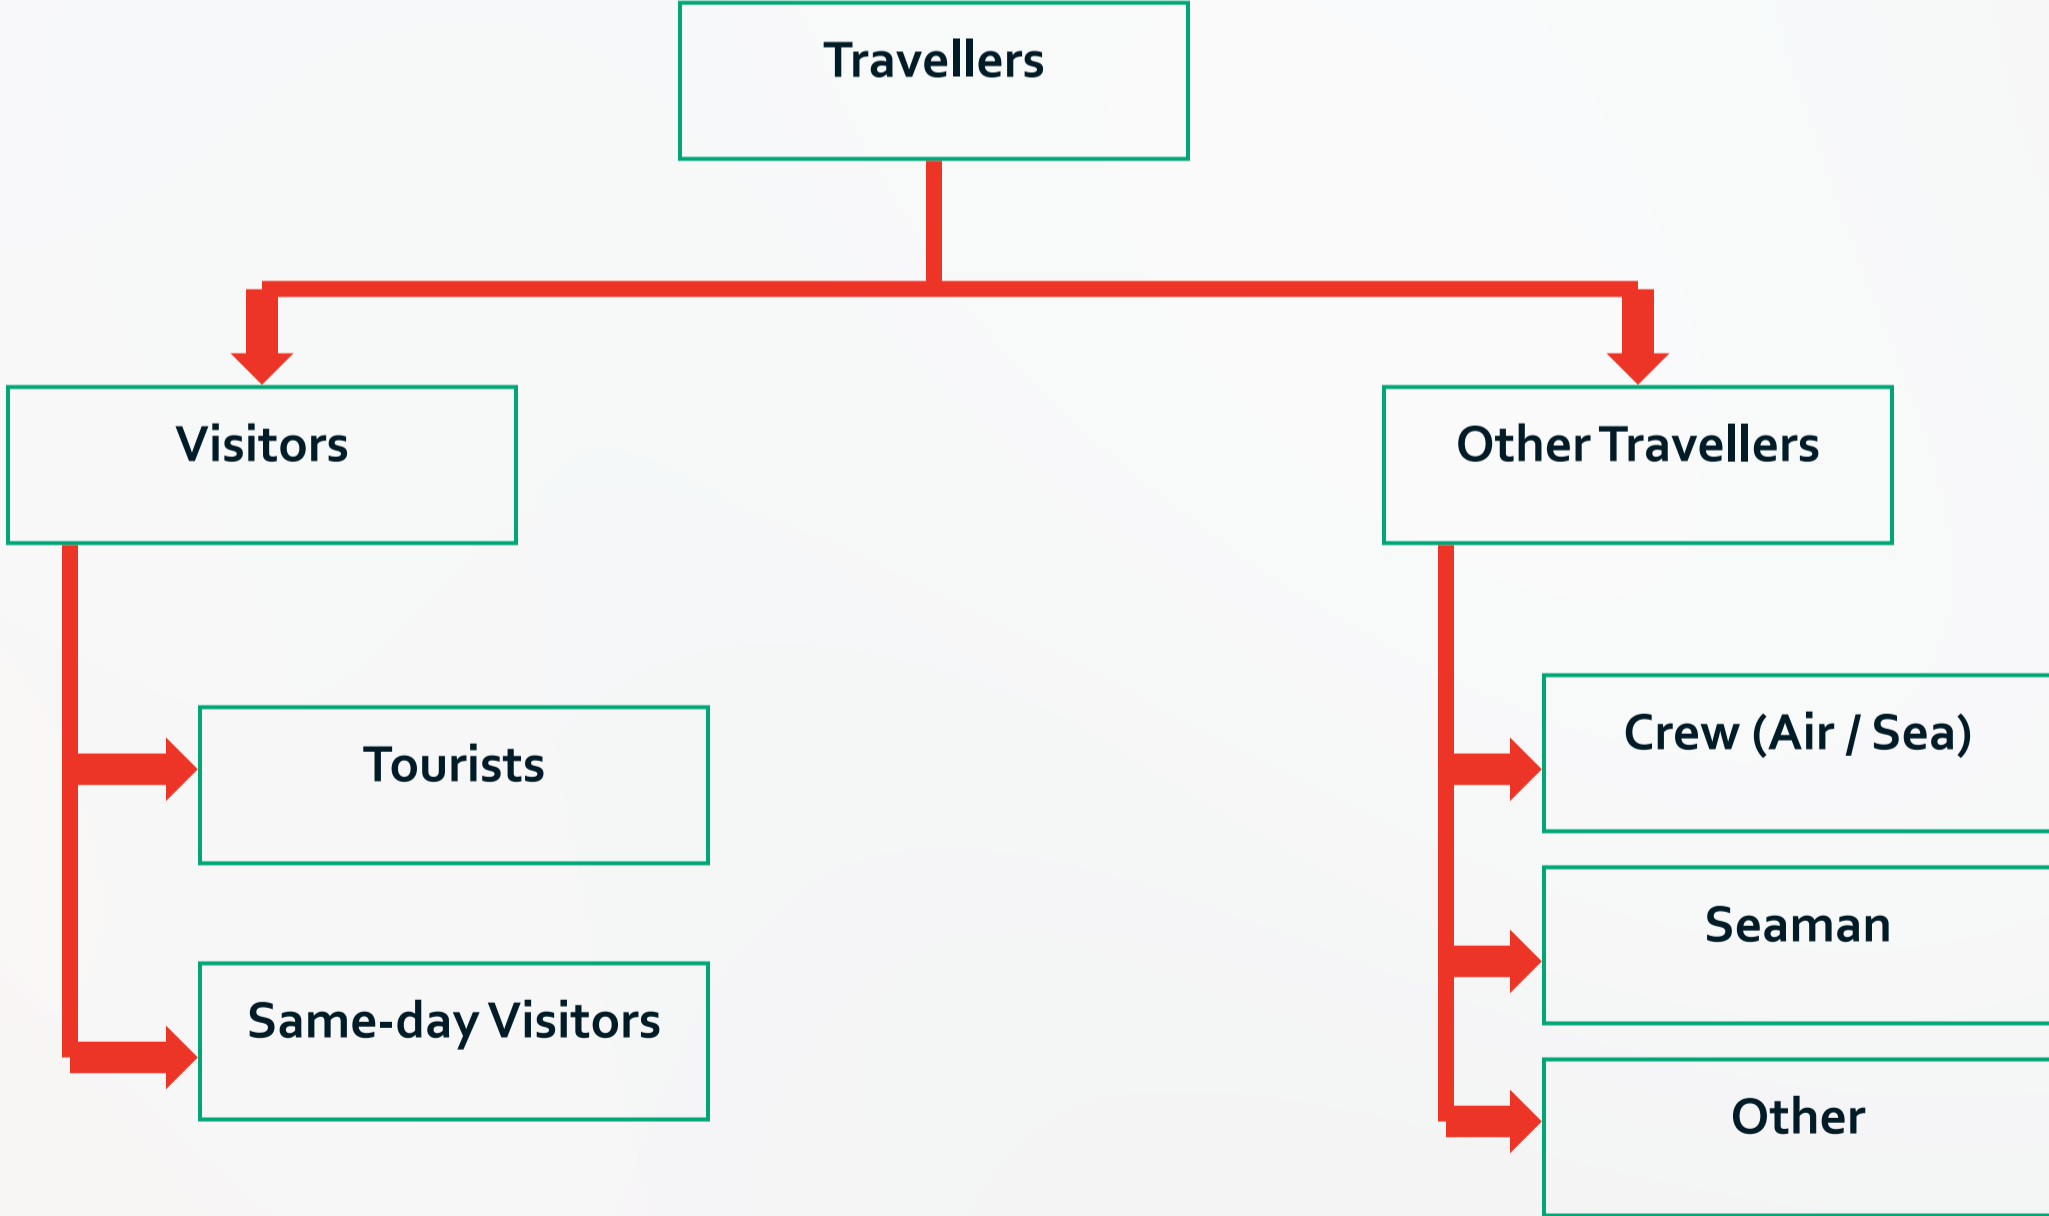 Travellers
Visitors
Other Travellers
Tourists
Same-day Visitors
Crew (Air / Sea)
Seaman
Other